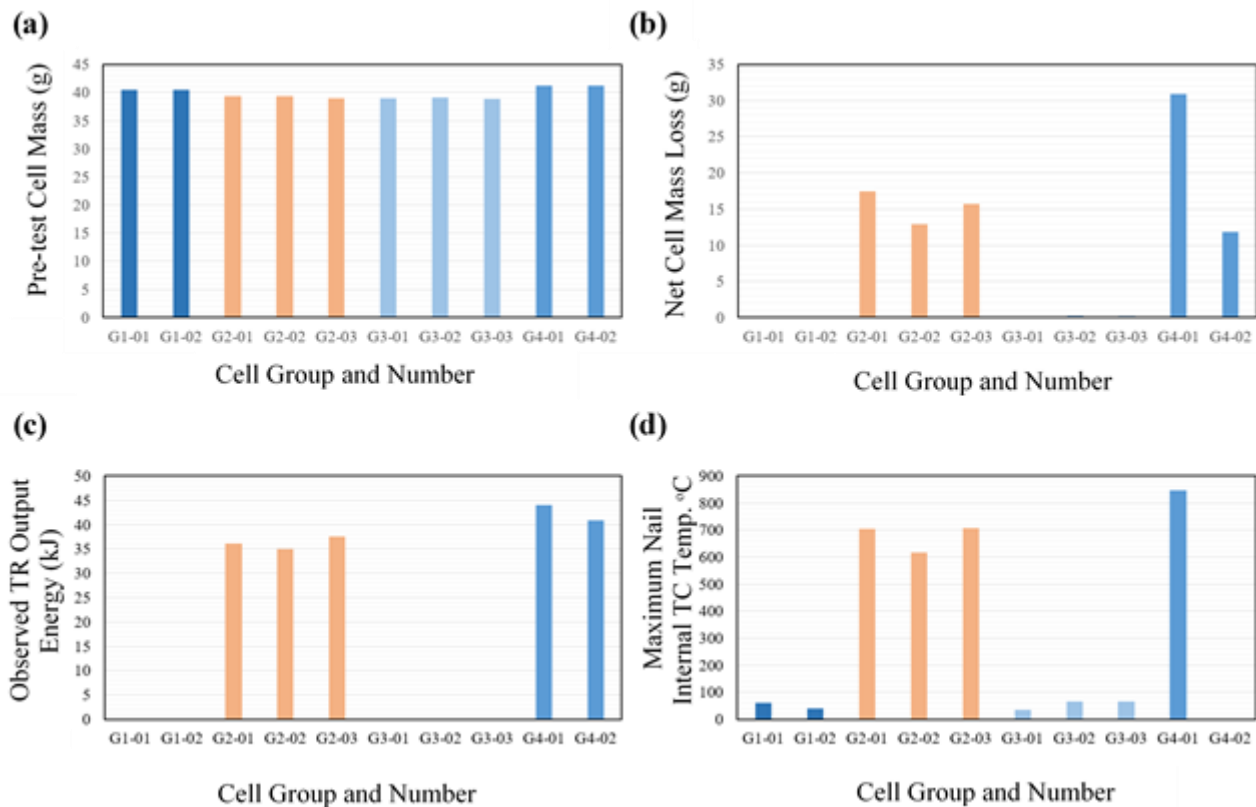 (a)
Pre-test Cell Mass (g)
45
40
35
30
25
20
15
10
5
0
G1-01 G1-02 G2-01 G2-02 G2-03 G3-01 G3-02 G3-03 G4-01 G4-02
Cell Group and Number
(b)
Net Cell Mass Loss (g)
35
30
25
20
15
10
5
0
G1-01 G1-02 G2-01 G2-02 G2-03 G3-01 G3-02 G3-03 G4-01 G4-02
Cell Group and Number
(c)
Observed TR Output
Energy (kJ)
50
45
40
35
30
25
20
15
10
5
0
G1-01 G1-02 G2-01 G2-02 G2-03 G3-01 G3-02 G3-03 G4-01 G4-02
Cell Group and Number
(d)
Maximum Nail
Internal TC Temp. °C
900
800
700
600
500
400
300
200
100
0
G1-01 G1-02 G2-01 G2-02 G2-03 G3-01 G3-02 G3-03 G4-01 G4-02
Cell Group and Number